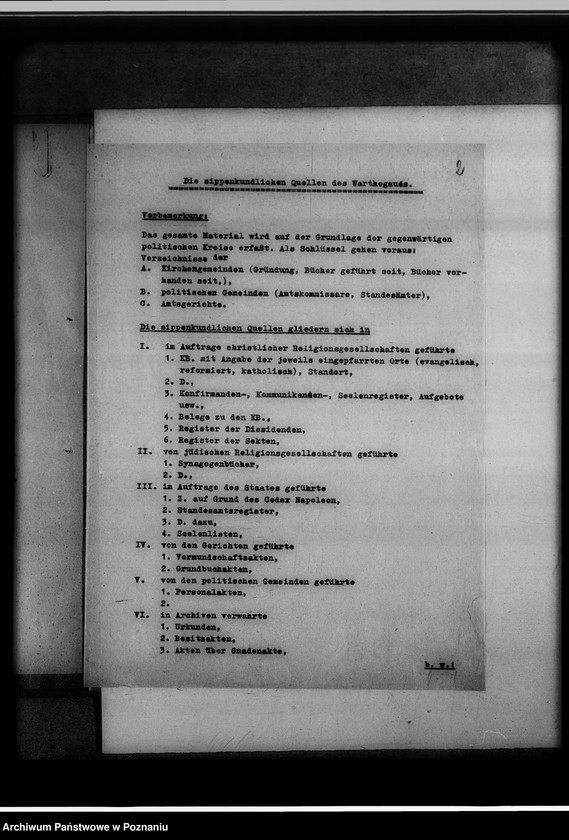 2
Die sippenkundlichen Quellen des Warthegaues.
Vorbemerkung:
Das gesamte Material wird auf der Grundlage der gegenwärtigen
politischen Kreise erfaßt. Als Schlüssel gehen voraus:
Verzeichnisse der
A. Kirchengemeinden (Gründung, Bücher geführt seit, Bücher vor-
handen seit,),
B. politischen Gemeinden (Amtskommissare, Standesämter),
C. Amtsgerichte.
Die sippenkundlichen Quellen gliedern sich in
I. im Auftrage christlicher Religionsgesellschaften geführte
1. KB. mit Angabe der jeweils eingepfarrten Orte (evangelisch,
reformiert, katholisch), Standort,
2. D.,
3. Konfirmanden-, Kommunikanden-, Seelenregister, Aufgebote
usw.,
4. Belege zu den KB.,
5. Register der Dissidenten,
6. Register der Sekten,
II. von jüdischen Religionsgesellschaften geführte
1. Synagogenbücher,
2. D.,
III. im Auftrage des Staates geführte
1. Z. auf Grund des Codex Napoleon,
2. Standesamtsregister,
3. D. dazu,
4. Seelenlisten,
IV. von den Gerichten geführte
1. Vormundschaftsakten,
2. Grundbuchakten,
V. von den politischen Gemeinden geführte
1. Personalakten,
2.
VI. in Archiven verwahrte
1. Urkunden,
2. Besitzakten,
3. Akten über Gnadenakte,
b. w.!
Archiwum Państwowe w Poznaniu